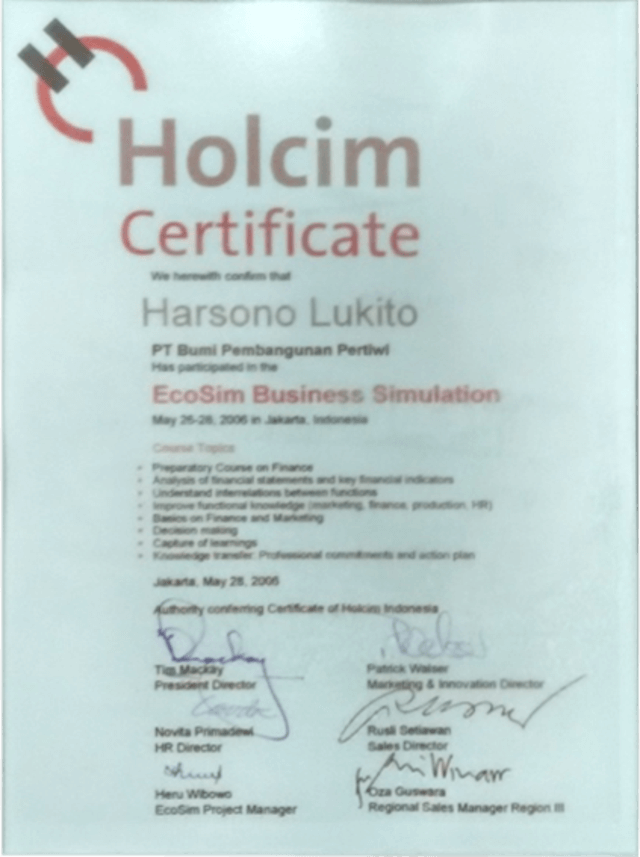 Holcim
Certificate
We herewith confirm that
Harsono Lukito
PT Bumi Pembangunan Pertiwi
Has participated in the
EcoSim Business Simulation
May 26-28, 2006 in Jakarta, Indonesia
Course Topics
Preparatory Course on Finance
Analysis of financial statements and key financial indicators
Understand interrelations between functions
Improve functional knowledge (marketing, finance, production, HR)
Basics on Finance and Marketing
Decision making
Capture of learnings
Knowledge transfer: Professional commitments and action plan
Jakarta, May 28, 2006
Authority conferring Certificate of Holcim Indonesia
Tim Mackay Patrick Walser
President Director Marketing & Innovation Director
Novita Primadewi Rusli Setiawan
HR Director Sales Director
Heru Wibowo Oza Guswara
EcoSim Project Manager Regional Sales Manager Region III